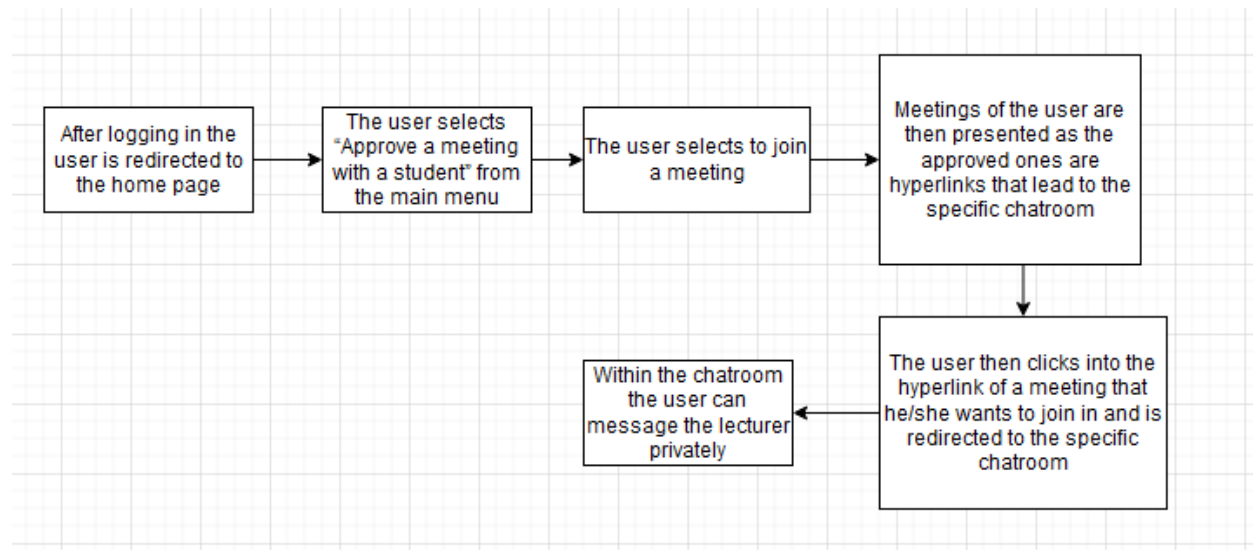 After logging in the
user is redirected to
the home page
The user selects
“Approve a meeting
with a student” from
the main menu
The user selects to join
a meeting
Meetings of the user are
then presented as the
approved ones are
hyperlinks that lead to the
specific chatroom
The user then clicks into the
hyperlink of a meeting that
he/she wants to join in and is
redirected to the specific
chatroom
Within the chatroom
the user can
message the lecturer
privately